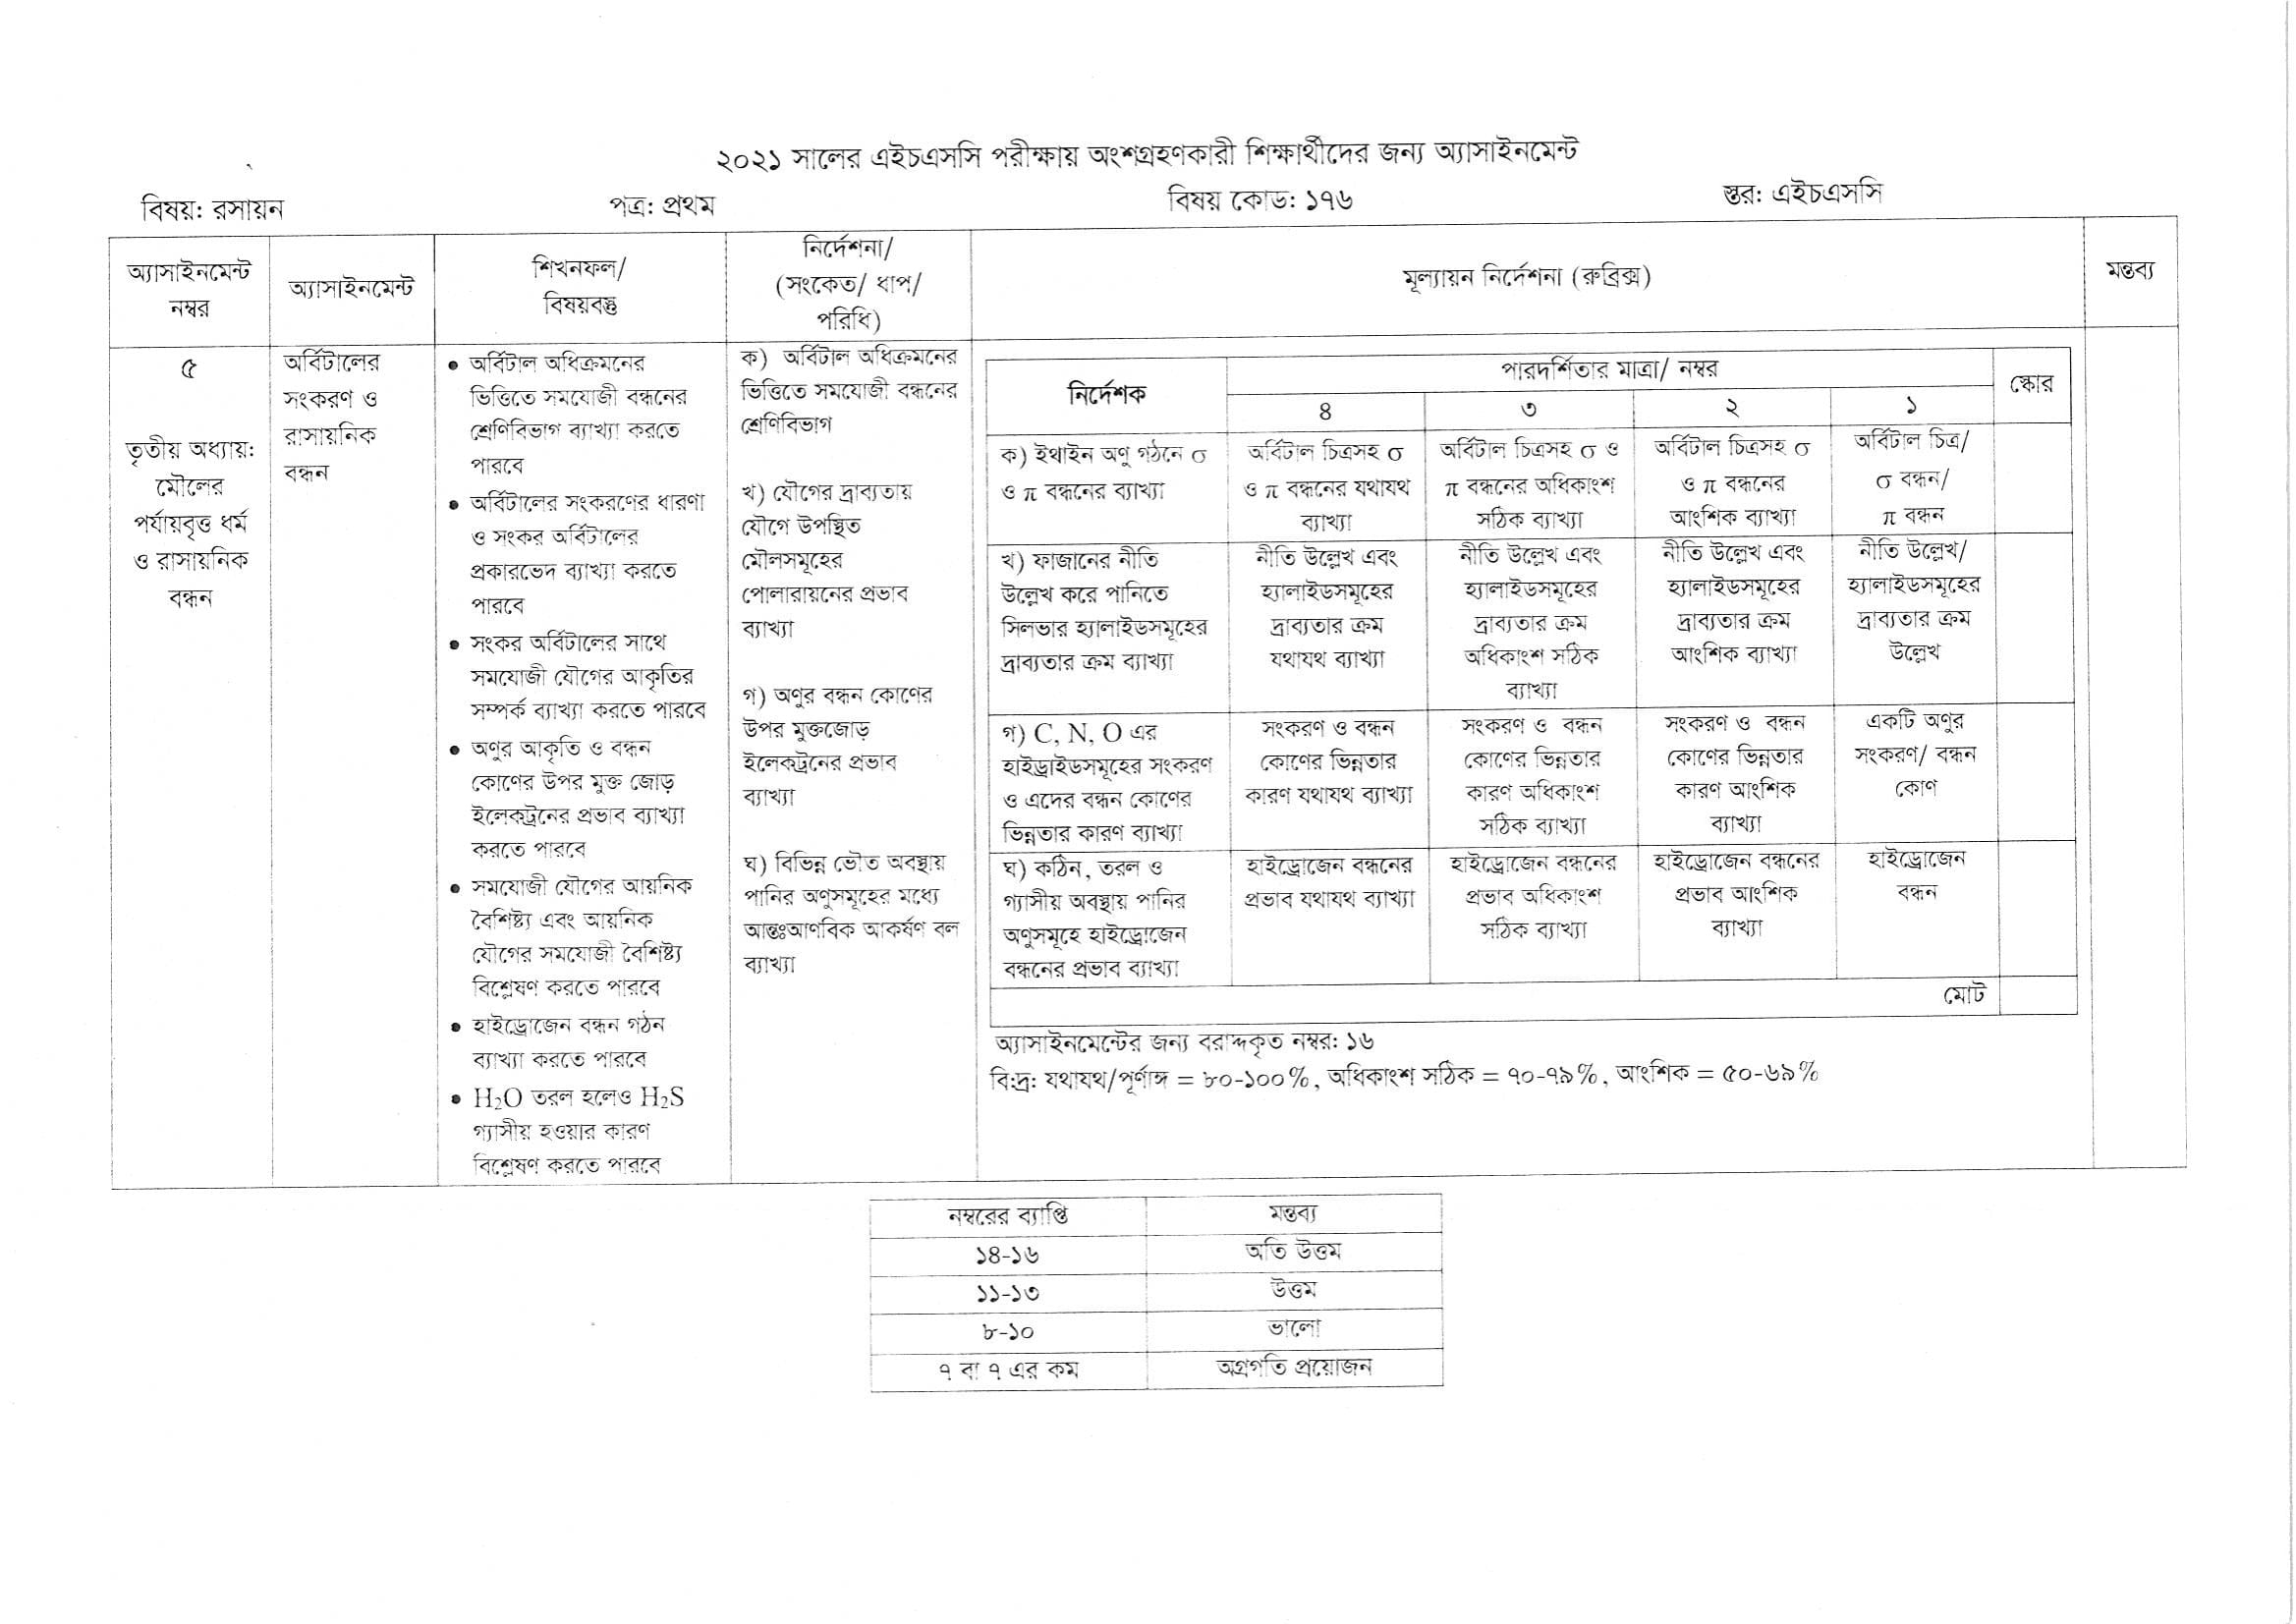 ২০২১ সালের এইচএসসি পরীক্ষায় অংশগ্রহণকারী শিক্ষার্থীদের জন্য অ্যাসাইনমেন্ট
বিষয়: রসায়ন পত্র: প্রথম বিষয় কোড: ১৭৬ স্তর: এইচএসসি
অ্যাসাইনমেন্ট
নম্বর
অ্যাসাইনমেন্ট
শিখনফল/
বিষয়বস্তু
নির্দেশনা/
(সংকেত/ ধাপ/
পরিধি)
মূল্যায়ন নির্দেশনা (রুব্রিক্স)
মন্তব্য
৫
তৃতীয় অধ্যায়:
মৌলের
পর্যায়বৃত্ত ধর্ম
ও রাসায়নিক
বন্ধন
অর্বিটালের
সংকরণ ও
রাসায়নিক
বন্ধন
• অর্বিটাল অধিক্রমনের
ভিত্তিতে সমযোজী বন্ধনের
শ্রেণিবিভাগ ব্যাখ্যা করতে
পারবে
• অর্বিটালের সংকরণের ধারণা
ও সংকর অর্বিটালের
প্রকারভেদ ব্যাখ্যা করতে
পারবে
• সংকর অর্বিটালের সাথে
সমযোজী যৌগের আকৃতির
সম্পর্ক ব্যাখ্যা করতে পারবে
• অণুর আকৃতি ও বন্ধন
কোণের উপর মুক্ত জোড়
ইলেকট্রনের প্রভাব ব্যাখ্যা
করতে পারবে
• সমযোজী যৌগের আয়নিক
বৈশিষ্ট্য এবং আয়নিক
যৌগের সমযোজী বৈশিষ্ট্য
বিশ্লেষণ করতে পারবে
• হাইড্রোজেন বন্ধন গঠন
ব্যাখ্যা করতে পারবে
• H₂O তরল হলেও H₂S
গ্যাসীয় হওয়ার কারণ
বিশ্লেষণ করতে পারবে
ক) অর্বিটাল অধিক্রমনের
ভিত্তিতে সমযোজী বন্ধনের
শ্রেণিবিভাগ
খ) যৌগের দ্রাব্যতায়
যৌগে উপস্থিত
মৌলসমূহের
পোলারায়নের প্রভাব
ব্যাখ্যা
গ) অণুর বন্ধন কোণের
উপর মুক্তজোড়
ইলেকট্রনের প্রভাব
ব্যাখ্যা
ঘ) বিভিন্ন ভৌত অবস্থায়
পানির অণুসমূহের মধ্যে
আন্তঃআণবিক আকর্ষণ বল
ব্যাখ্যা
নির্দেশক
পারদর্শিতার মাত্রা/ নম্বর
স্কোর
৪ ৩ ২ ১
ক) ইথাইন অণু গঠনে σ
ও π বন্ধনের ব্যাখ্যা
অর্বিটাল চিত্রসহ σ
ও π বন্ধনের যথাযথ
ব্যাখ্যা
অর্বিটাল চিত্রসহ σ ও
π বন্ধনের অধিকাংশ
সঠিক ব্যাখ্যা
অর্বিটাল চিত্রসহ σ
ও π বন্ধনের
আংশিক ব্যাখ্যা
অর্বিটাল চিত্র/
σ বন্ধন/
π বন্ধন
খ) ফাজানের নীতি
উল্লেখ করে পানিতে
সিলভার হ্যালাইডসমূহের
দ্রাব্যতার ক্রম ব্যাখ্যা
নীতি উল্লেখ এবং
হ্যালাইডসমূহের
দ্রাব্যতার ক্রম
যথাযথ ব্যাখ্যা
নীতি উল্লেখ এবং
হ্যালাইডসমূহের
দ্রাব্যতার ক্রম
অধিকাংশ সঠিক
ব্যাখ্যা
নীতি উল্লেখ এবং
হ্যালাইডসমূহের
দ্রাব্যতার ক্রম
আংশিক ব্যাখ্যা
নীতি উল্লেখ/
হ্যালাইডসমূহের
দ্রাব্যতার ক্রম
উল্লেখ
গ) C, N, O এর
হাইড্রাইডসমূহের সংকরণ
ও এদের বন্ধন কোণের
ভিন্নতার কারণ ব্যাখ্যা
সংকরণ ও বন্ধন
কোণের ভিন্নতার
কারণ যথাযথ ব্যাখ্যা
সংকরণ ও বন্ধন
কোণের ভিন্নতার
কারণ অধিকাংশ
সঠিক ব্যাখ্যা
সংকরণ ও বন্ধন
কোণের ভিন্নতার
কারণ আংশিক
ব্যাখ্যা
একটি অণুর
সংকরণ/ বন্ধন
কোণ
ঘ) কঠিন, তরল ও
গ্যাসীয় অবস্থায় পানির
অণুসমূহে হাইড্রোজেন
বন্ধনের প্রভাব ব্যাখ্যা
হাইড্রোজেন বন্ধনের
প্রভাব যথাযথ ব্যাখ্যা
হাইড্রোজেন বন্ধনের
প্রভাব অধিকাংশ
সঠিক ব্যাখ্যা
হাইড্রোজেন বন্ধনের
প্রভাব আংশিক
ব্যাখ্যা
হাইড্রোজেন
বন্ধন
মোট
অ্যাসাইনমেন্টের জন্য বরাদ্দকৃত নম্বর: ১৬
বি:দ্র: যথাযথ/পূর্ণাঙ্গ = ৮০-১০০%, অধিকাংশ সঠিক = ৭০-৭৯%, আংশিক = ৫০-৬৯%
নম্বরের ব্যাপ্তি মন্তব্য
১৪-১৬ অতি উত্তম
১১-১৩ উত্তম
৮-১০ ভালো
৭ বা ৭ এর কম অগ্রগতি প্রয়োজন